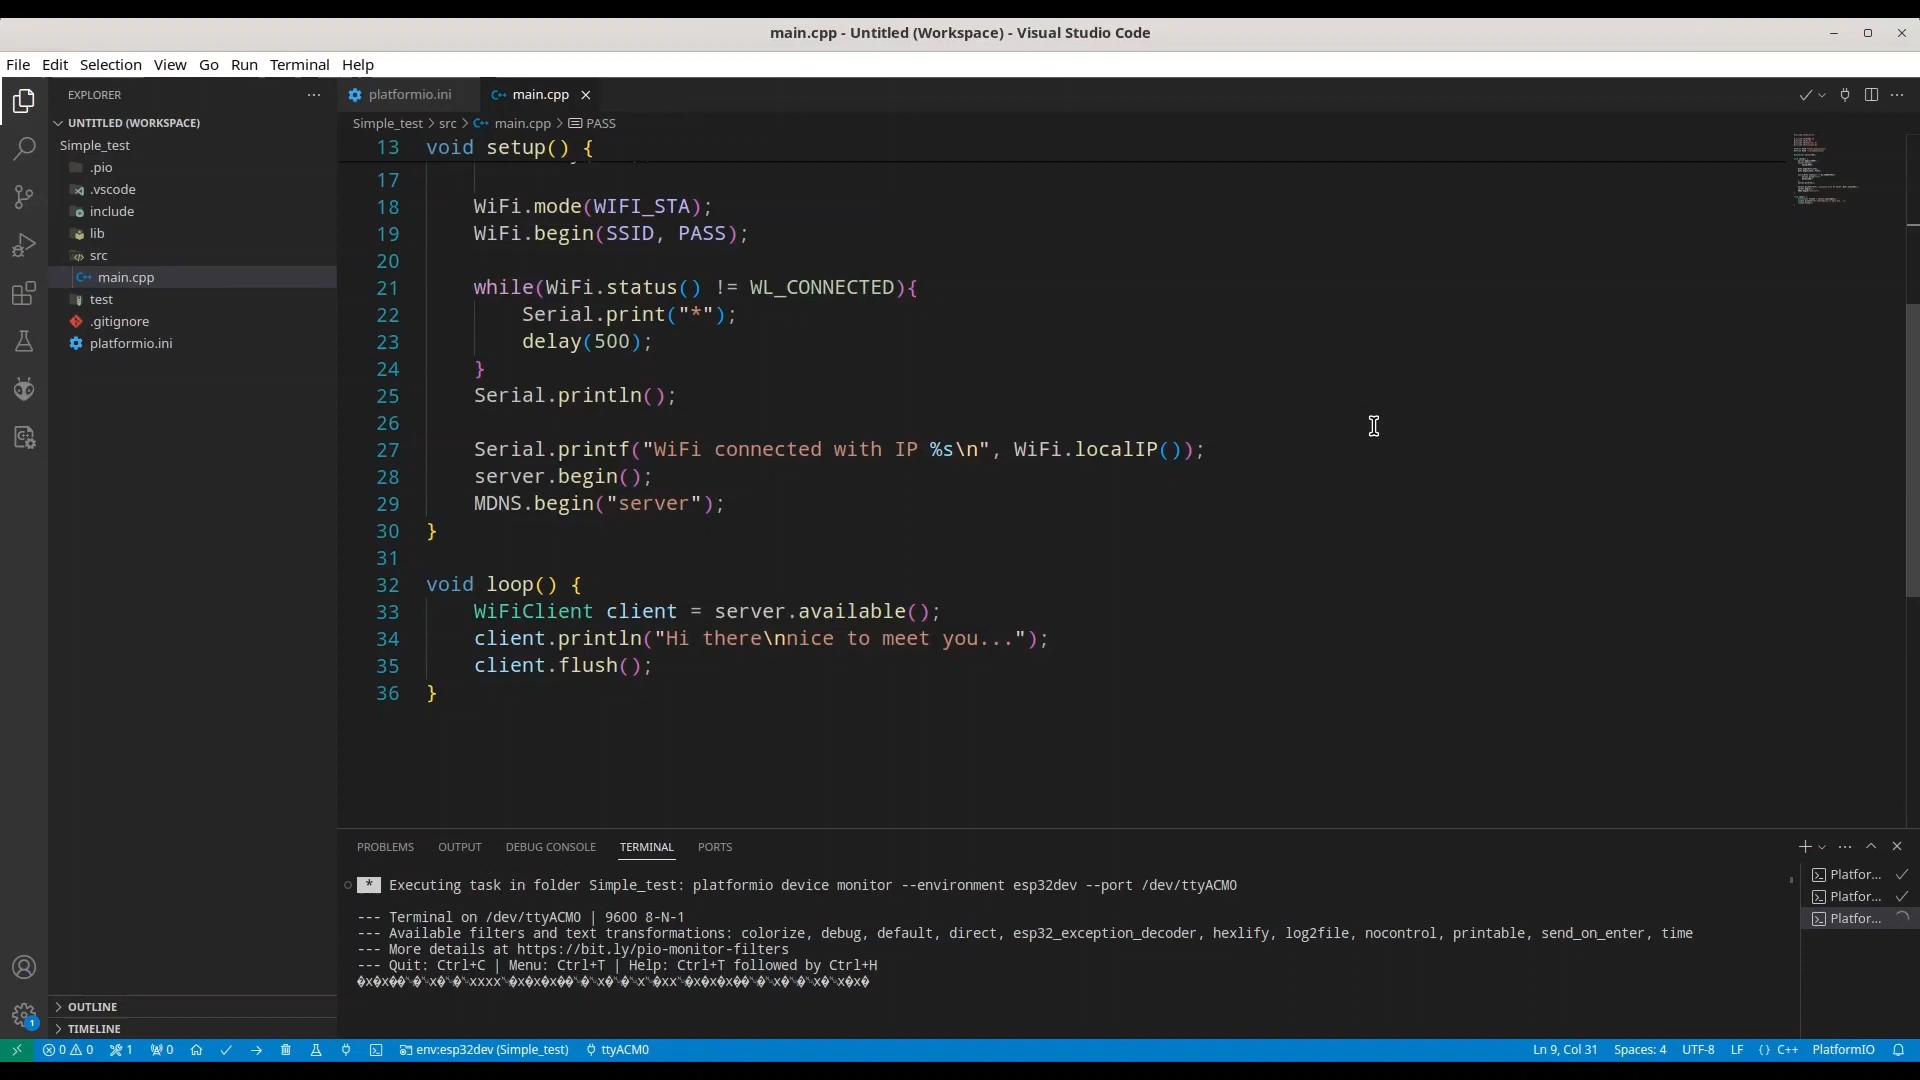 main.cpp - Untitled (Workspace) - Visual Studio Code
File Edit Selection View Go Run Terminal Help
EXPLORER
UNTITLED (WORKSPACE)
Simple_test
.pio
.vscode
include
lib
src
main.cpp
test
.gitignore
platformio.ini
OUTLINE
TIMELINE
platformio.ini main.cpp
Simple_test > src > main.cpp > PASS
13 void setup() {
17
18 WiFi.mode(WIFI_STA);
19 WiFi.begin(SSID, PASS);
20
21 while(WiFi.status() != WL_CONNECTED){
22 Serial.print("*");
23 delay(500);
24 }
25 Serial.println();
26
27 Serial.printf("WiFi connected with IP %s\n", WiFi.localIP());
28 server.begin();
29 MDNS.begin("server");
30 }
31
32 void loop() {
33 WiFiClient client = server.available();
34 client.println("Hi there\nnice to meet you...");
35 client.flush();
36 }
PROBLEMS OUTPUT DEBUG CONSOLE TERMINAL PORTS
* Executing task in folder Simple_test: platformio device monitor --environment esp32dev --port /dev/ttyACM0
--- Terminal on /dev/ttyACM0 | 9600 8-N-1
--- Available filters and text transformations: colorize, debug, default, direct, esp32_exception_decoder, hexlify, log2file, nocontrol, printable, send_on_enter, time
--- More details at https://bit.ly/pio-monitor-filters
--- Quit: Ctrl+C | Menu: Ctrl+T | Help: Ctrl+T followed by Ctrl+H
Platfor...
Platfor...
Platfor...
1
0 0 1 0 env:esp32dev (Simple_test) ttyACM0 Ln 9, Col 31 Spaces: 4 UTF-8 LF {} C++ PlatformIO